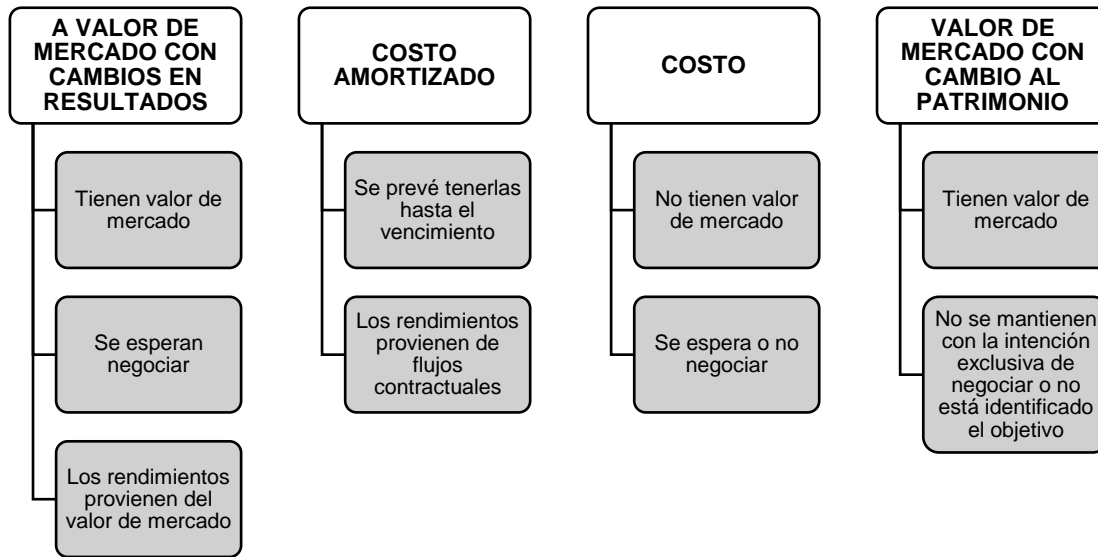 A VALOR DE
MERCADO CON
CAMBIOS EN
RESULTADOS
Tienen valor de
mercado
Se esperan
negociar
Los rendimientos
provienen del
valor de mercado
COSTO
AMORTIZADO
Se prevé tenerlas
hasta el
vencimiento
Los rendimientos
provienen de
flujos
contractuales
COSTO
No tienen valor
de mercado
Se espera o no
negociar
VALOR DE
MERCADO CON
CAMBIO AL
PATRIMONIO
Tienen valor de
mercado
No se mantienen
con la intención
exclusiva de
negociar o no
está identificado
el objetivo